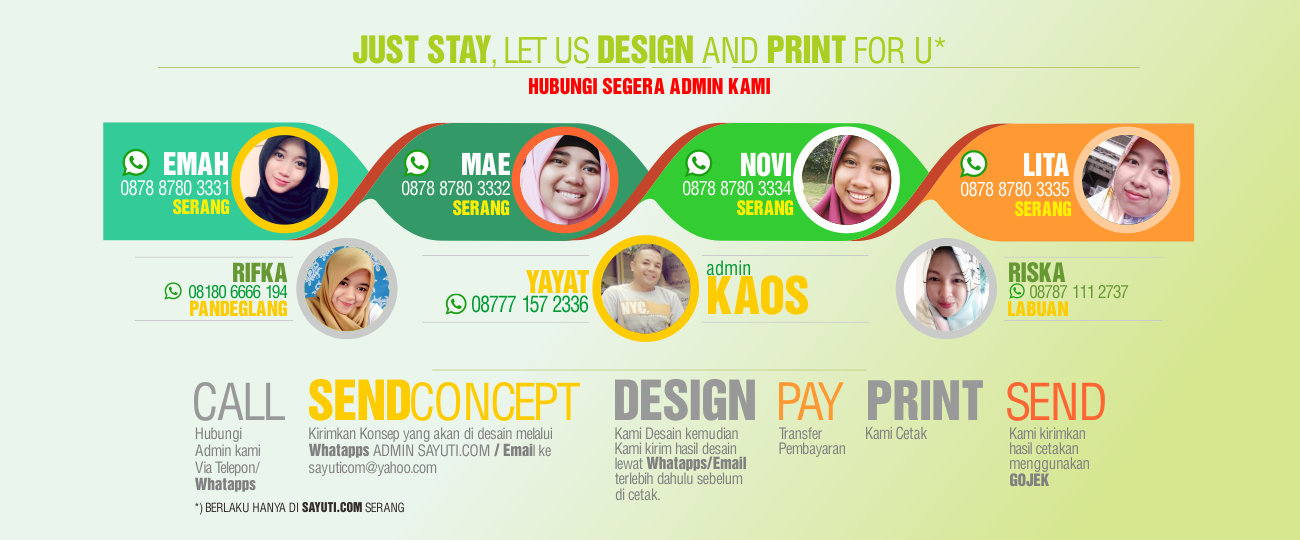 JUST STAY, LET US DESIGN AND PRINT FOR U*
HUBUNGI SEGERA ADMIN KAMI
EMAH
0878 8780 3331
SERANG
MAE
0878 8780 3332
SERANG
NOVI
0878 8780 3334
SERANG
LITA
0878 8780 3335
SERANG
RIFKA
08180 6666 194
PANDEGLANG
YAYAT
08777 157 2336
NYC.
admin
KAOS
RISKA
08787 111 2737
LABUAN
CALL
Hubungi
Admin kami
Via Telepon/
Whatapps
SENDCONCEPT
Kirimkan Konsep yang akan di desain melalui
Whatapps ADMIN SAYUTI.COM / Email ke
sayuticom@yahoo.com
DESIGN
Kami Desain kemudian
Kami kirim hasil desain
lewat Whatapps/Email
terlebih dahulu sebelum
di cetak.
PAY
Transfer
Pembayaran
PRINT
Kami Cetak
SEND
Kami kirimkan
hasil cetakan
menggunakan
GOJEK
*) BERLAKU HANYA DI SAYUTI.COM SERANG